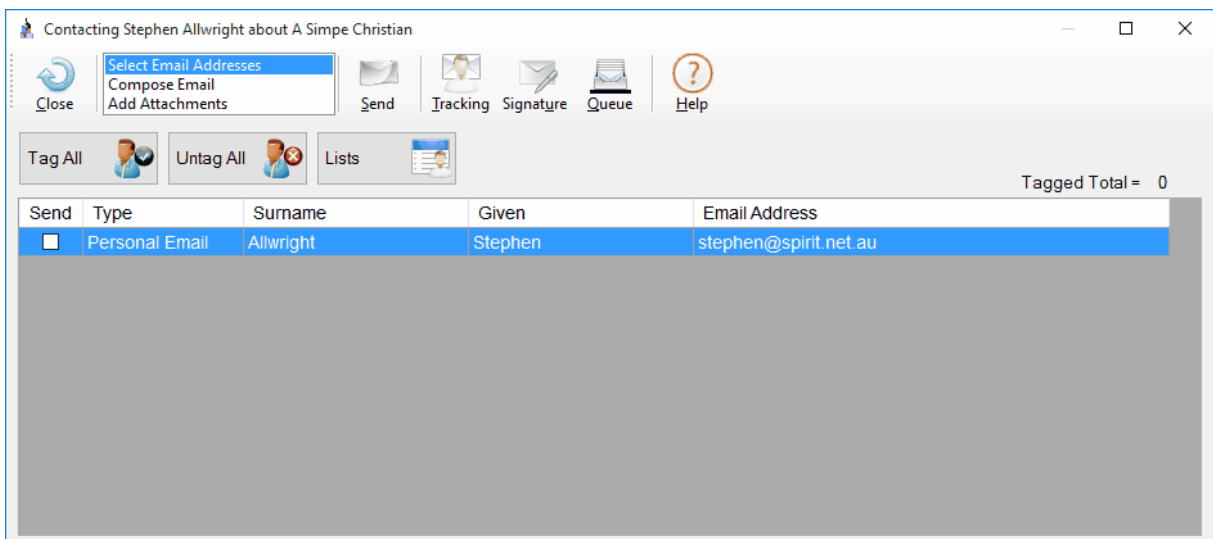 Contacting Stephen Allwright about A Simpe Christian
Select Email Addresses
Compose Email
Add Attachments
Close Send Tracking Signature Queue Help
Tag All Untag All Lists
Tagged Total = 0
Send Type Surname Given Email Address
Personal Email Allwright Stephen stephen@spirit.net.au